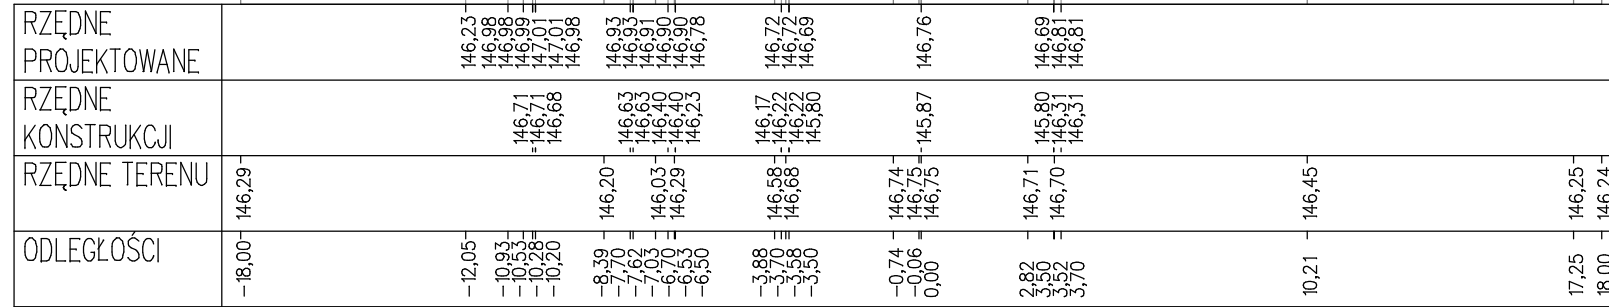 RZĘDNE
PROJEKTOWANE
146,23 146,98 146,98 146,99 147,01 147,01 146,98 146,93 146,93 146,91 146,90 146,90 146,78 146,72 146,72 146,69 146,76 146,69 146,81 146,81
RZĘDNE
KONSTRUKCJI
146,71 146,71 146,68 146,63 146,63 146,40 146,40 146,23 146,17 146,22 146,22 145,80 145,87 145,80 146,31 146,31
RZĘDNE TERENU
146,29 146,20 146,03 146,29 146,58 146,68 146,74 146,75 146,75 146,71 146,70 146,45 146,25 146,24
ODLEGŁOŚCI
-18,00 -12,05 -10,93 -10,53 -10,28 -10,20 -8,39 -7,70 -7,62 -7,03 -6,70 -6,53 -6,50 -3,88 -3,70 -3,58 -3,50 -0,74 -0,06 0,00 2,82 3,50 3,52 3,70 10,21 17,25 18,00